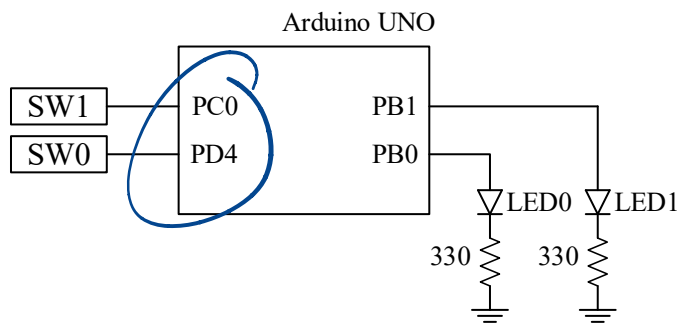 Arduino UNO
SW1 PC0 PB1
SW0 PD4 PB0
LED0 LED1
330 330